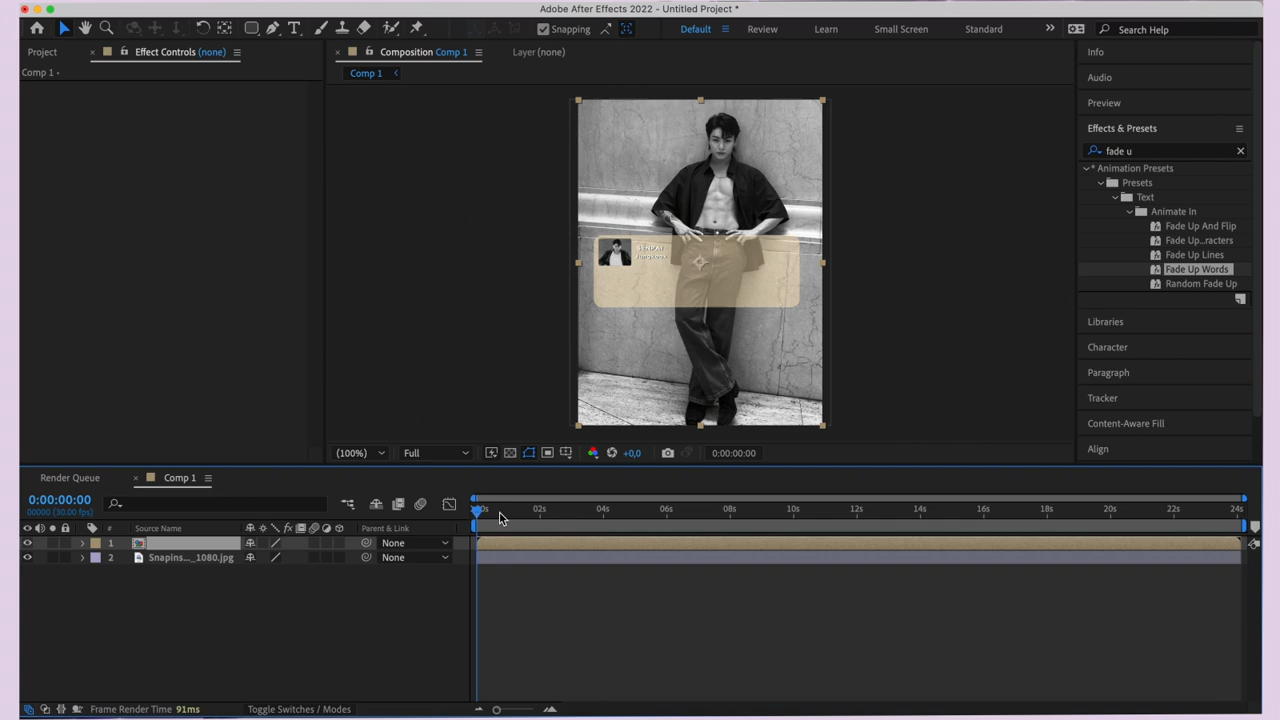 Adobe After Effects 2022 - Untitled Project *
Snapping
Default
Review
Learn
Small Screen
Standard
Search Help
Project
Effect Controls (none)
Composition Comp 1
Layer (none)
Info
Comp 1
Comp 1
Audio
Preview
Effects & Presets
fade u
* Animation Presets
Presets
Text
Animate In
Fade Up And Flip
Fade Up...racters
Fade Up Lines
Fade Up Words
Random Fade Up
SENPAI
Jungkook
Libraries
Character
Paragraph
Tracker
Content-Aware Fill
Align
(100%)
Full
+0,0
0:00:00:00
Render Queue
Comp 1
0:00:00:00
00000 (30.00 fps)
02s 04s 06s 08s 10s 12s 14s 16s 18s 20s 22s 24s
# Source Name fx Parent & Link
1 None
2 Snapins..._1080.jpg None
Frame Render Time 91ms
Toggle Switches / Modes